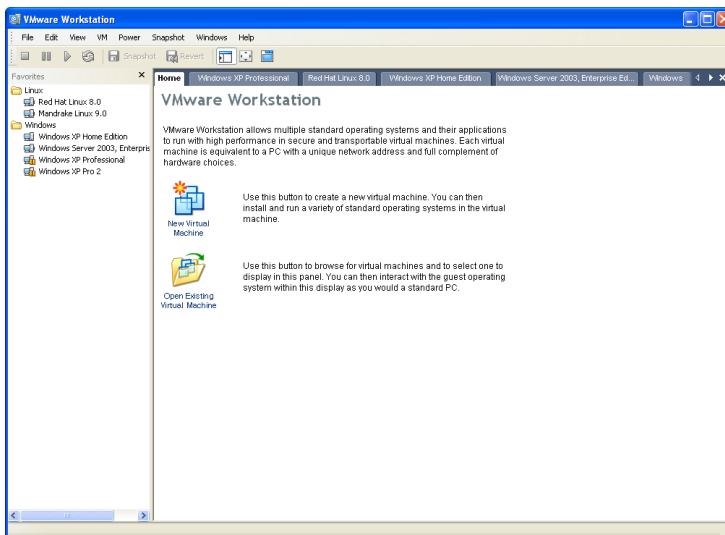 VMware Workstation
File Edit View VM Power Snapshot Windows Help
Snapshot Revert
Favorites
Linux
Red Hat Linux 8.0
Mandrake Linux 9.0
Windows
Windows XP Home Edition
Windows Server 2003, Enterpris
Windows XP Professional
Windows XP Pro 2
Home Windows XP Professional Red Hat Linux 8.0 Windows XP Home Edition Windows Server 2003, Enterprise Ed... Windows
VMware Workstation
VMware Workstation allows multiple standard operating systems and their applications
to run with high performance in secure and transportable virtual machines. Each virtual
machine is equivalent to a PC with a unique network address and full complement of
hardware choices.
New Virtual
Machine
Use this button to create a new virtual machine. You can then
install and run a variety of standard operating systems in the virtual
machine.
Open Existing
Virtual Machine
Use this button to browse for virtual machines and to select one to
display in this panel. You can then interact with the guest operating
system within this display as you would a standard PC.